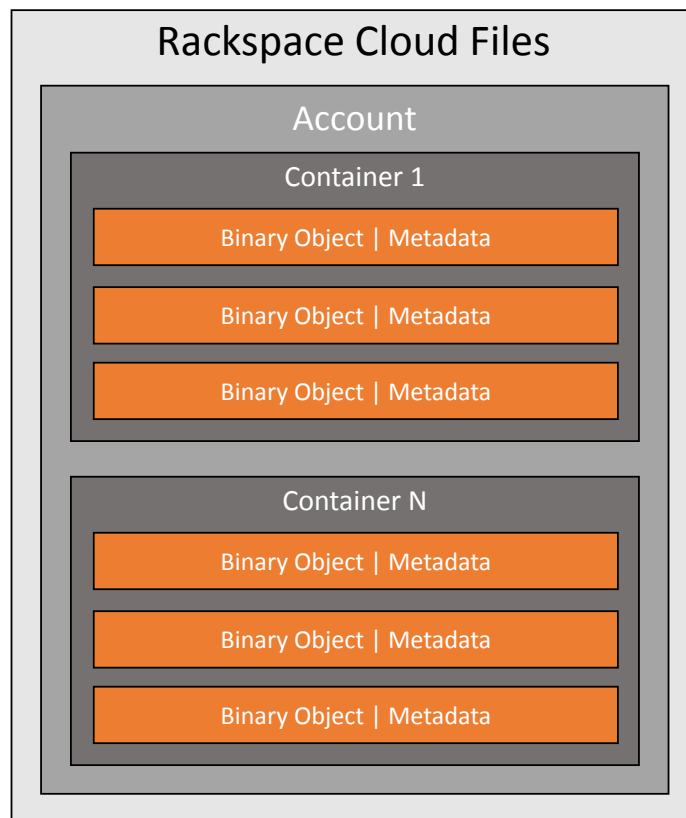 Rackspace Cloud Files
Account
Container 1
Binary Object | Metadata
Binary Object | Metadata
Binary Object | Metadata
Container N
Binary Object | Metadata
Binary Object | Metadata
Binary Object | Metadata